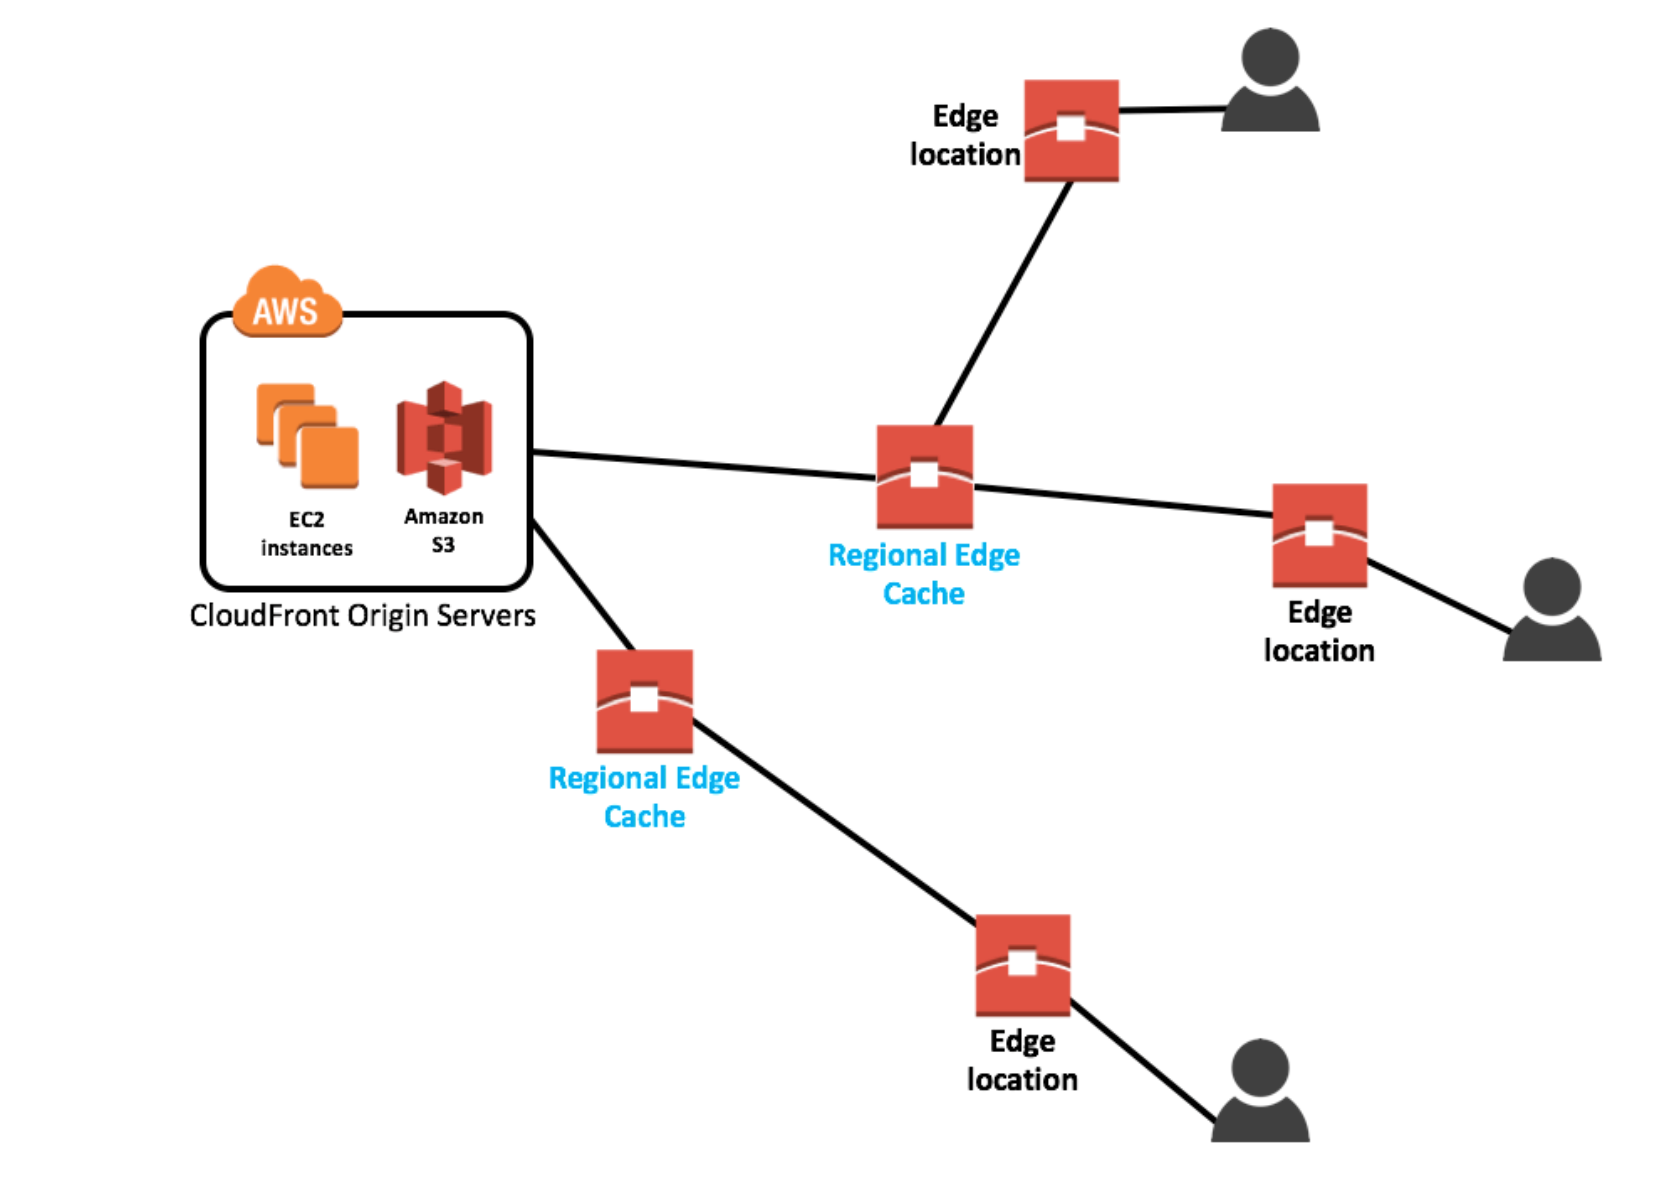 Edge
location
AWS
EC2
instances
Amazon
S3
CloudFront Origin Servers
Regional Edge
Cache
Edge
location
Regional Edge
Cache
Edge
location